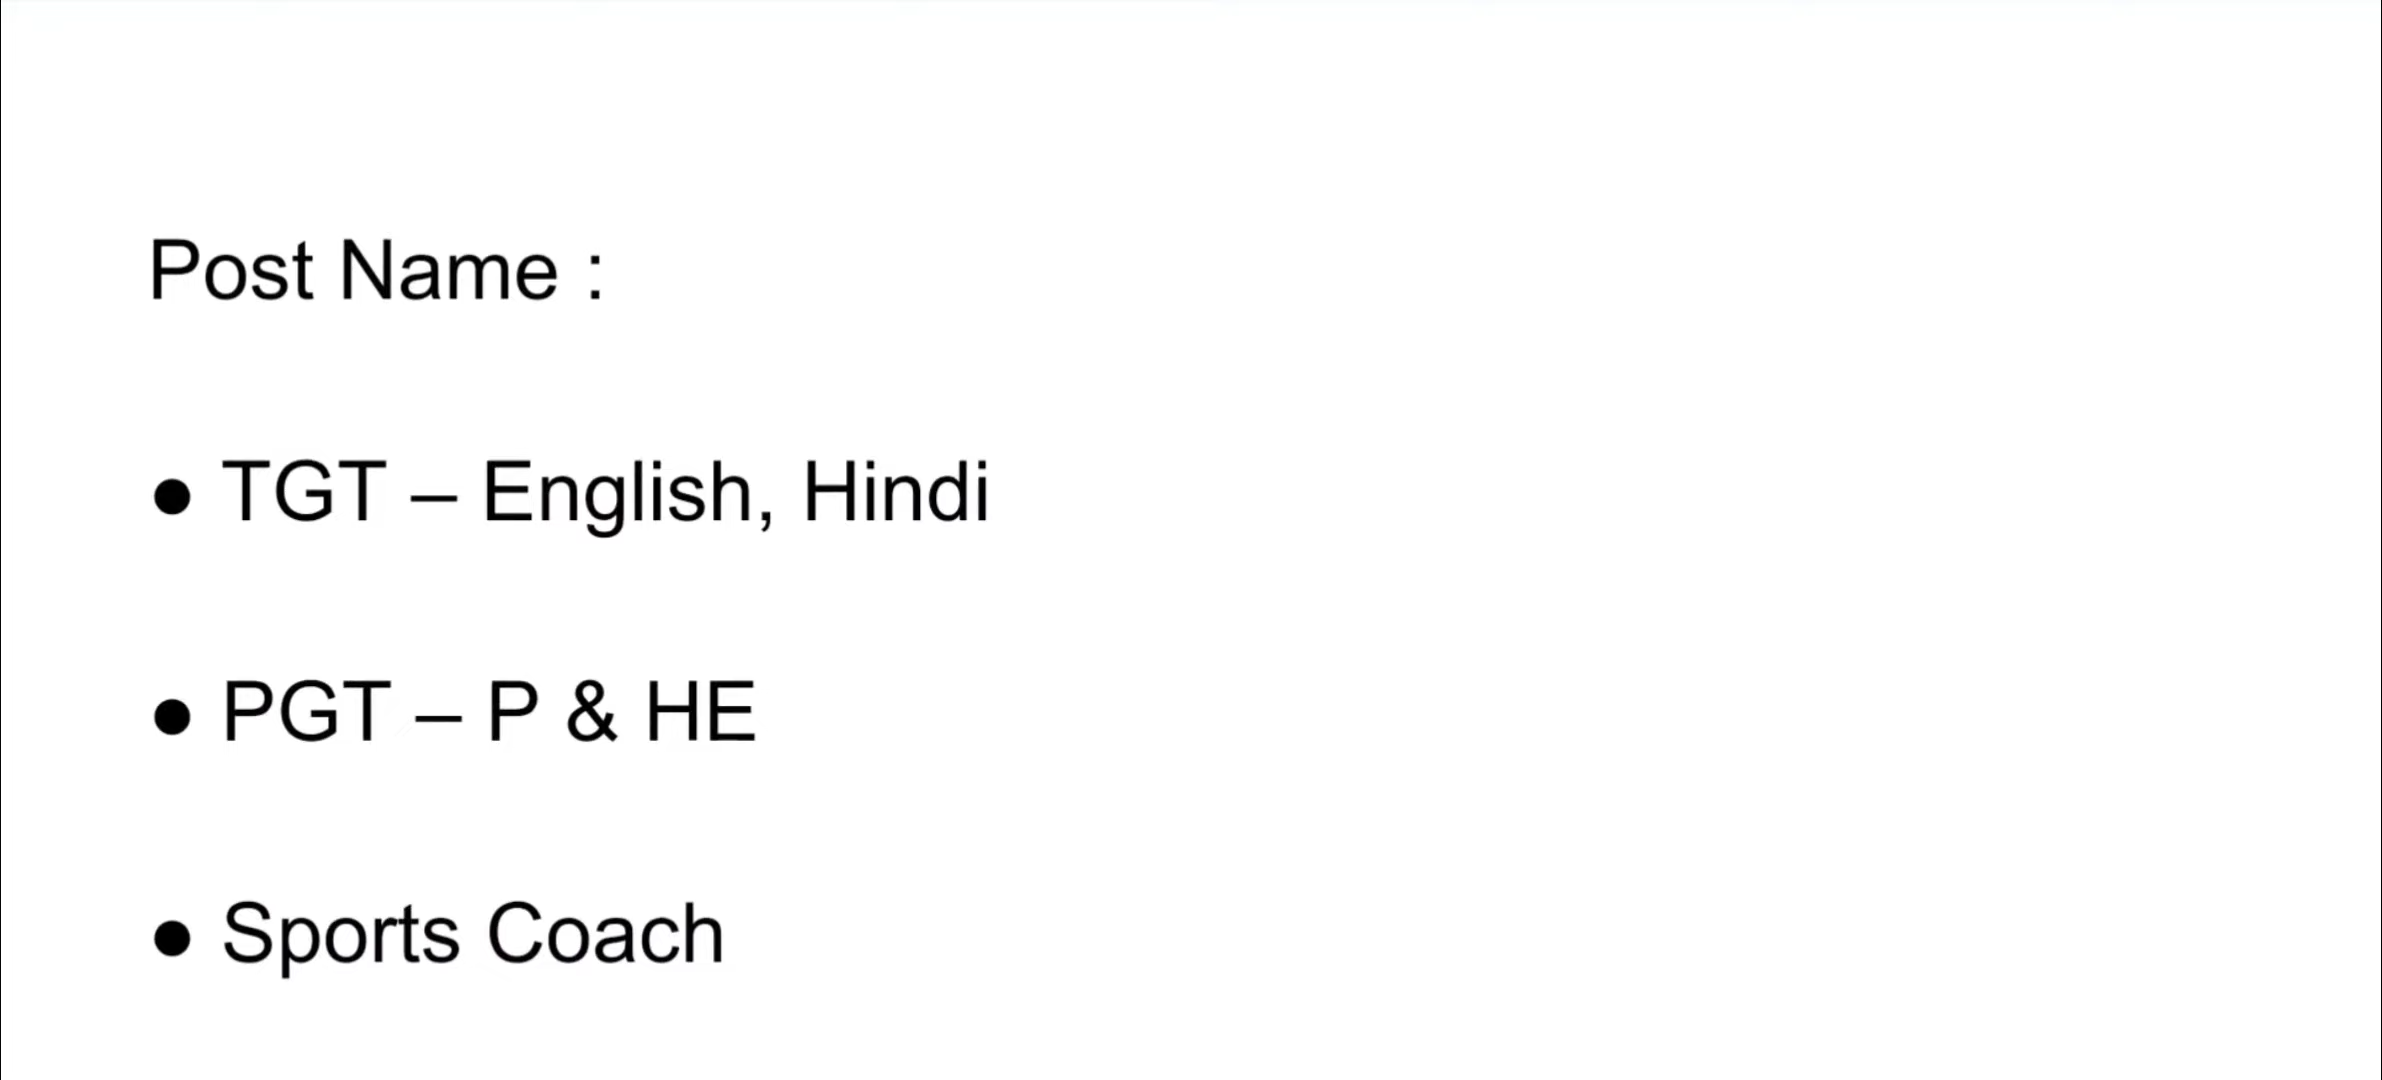 Post Name :
● TGT – English, Hindi
● PGT – P & HE
● Sports Coach